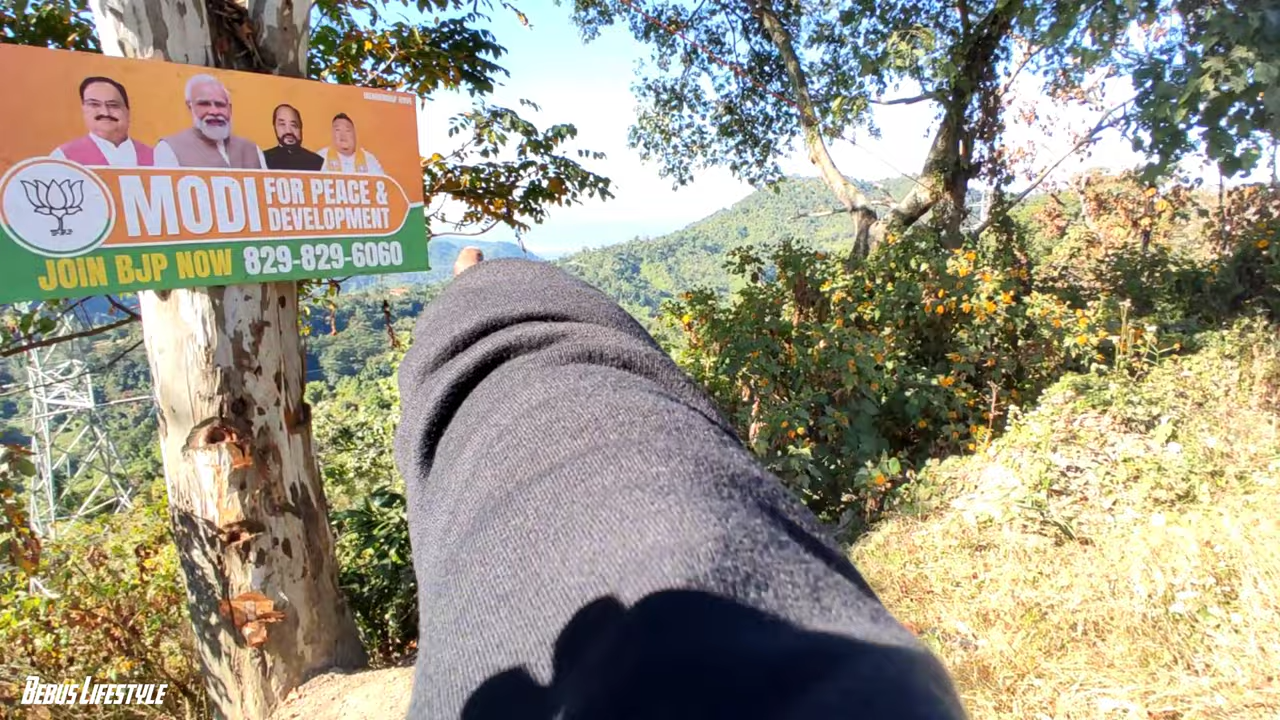 MODI FOR PEACE &
DEVELOPMENT
JOIN BJP NOW 829-829-6060
BEBUS LIFESTYLE